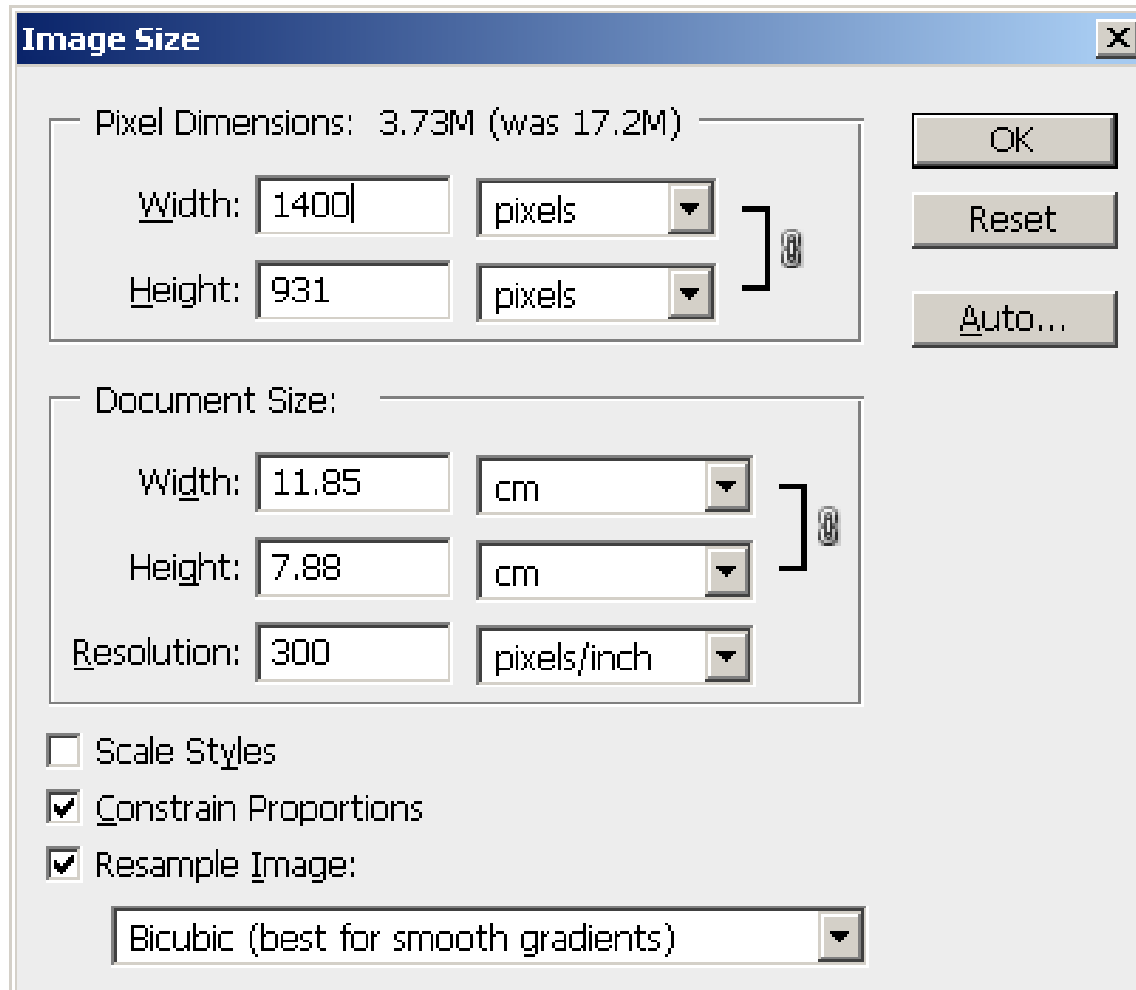 Image Size
Pixel Dimensions: 3.73M (was 17.2M)
OK
Width: 1400 pixels
Reset
Height: 931 pixels
Auto...
Document Size:
Width: 11.85 cm
Height: 7.88 cm
Resolution: 300 pixels/inch
Scale Styles
Constrain Proportions
Resample Image:
Bicubic (best for smooth gradients)